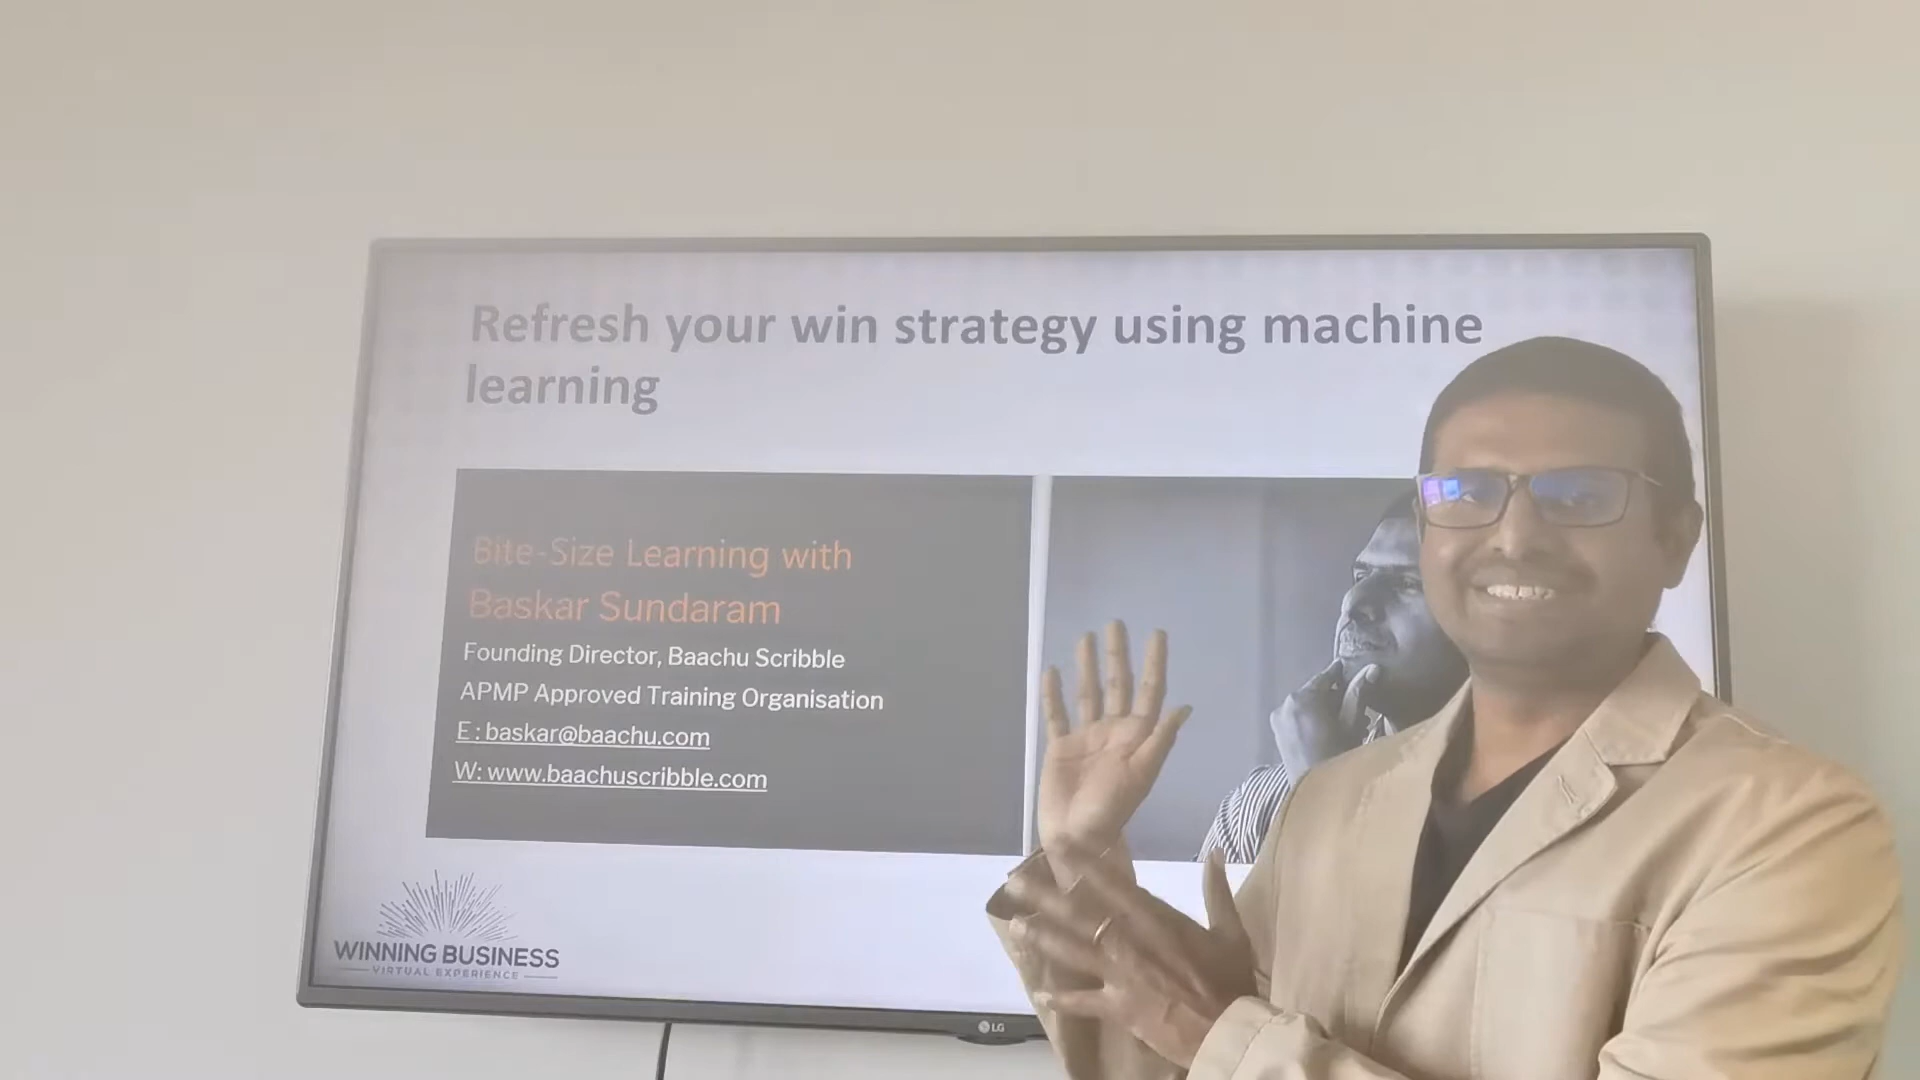 Refresh your win strategy using machine
learning
Bite-Size Learning with
Baskar Sundaram
Founding Director, Baachu Scribble
APMP Approved Training Organisation
E : baskar@baachu.com
W: www.baachuscribble.com
WINNING BUSINESS
VIRTUAL EXPERIENCE
LG